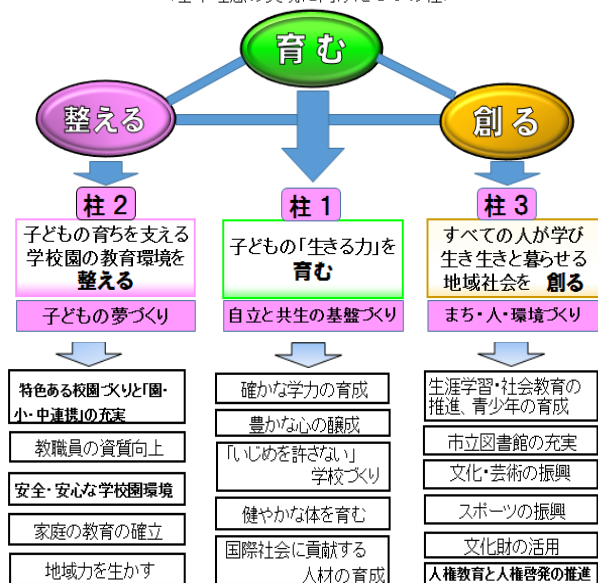 育む
整える
創る
柱2
子どもの育ちを支える
学校園の教育環境を
整える
子どもの夢づくり
特色ある校園づくりと「園・
小・中連携」の充実
教職員の資質向上
安全・安心な学校園環境
家庭の教育の確立
地域力を生かす
柱1
子どもの「生きる力」を
育む
自立と共生の基盤づくり
確かな学力の育成
豊かな心の醸成
「いじめを許さない」
学校づくり
健やかな体を育む
国際社会に貢献する
人材の育成
柱3
すべての人が学び
生き生きと暮らせる
地域社会を 創る
まち・人・環境づくり
生涯学習・社会教育の
推進、青少年の育成
市立図書館の充実
文化・芸術の振興
スポーツの振興
文化財の活用
人権教育と人権啓発の推進